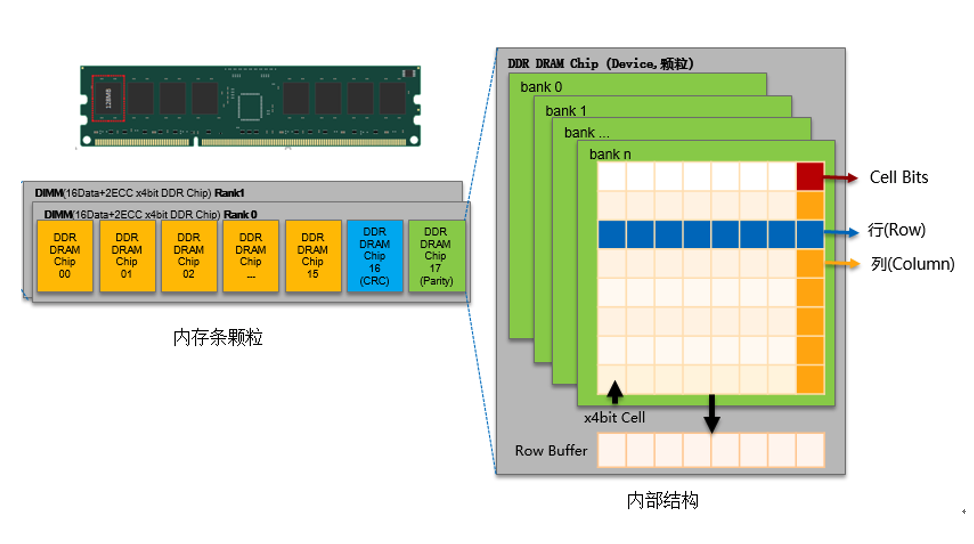 128MB
DIMM(16Data+2ECC x4bit DDR Chip) Rank1
DIMM(16Data+2ECC x4bit DDR Chip) Rank 0
DDR
DRAM
Chip
00
DDR
DRAM
Chip
01
DDR
DRAM
Chip
02
DDR
DRAM
Chip
...
DDR
DRAM
Chip
15
DDR
DRAM
Chip
16
(CRC)
DDR
DRAM
Chip
17
(Parity)
内存条颗粒
DDR DRAM Chip (Device,颗粒)
bank 0
bank 1
bank ...
bank n
Cell Bits
行(Row)
列(Column)
x4bit Cell
Row Buffer
内部结构